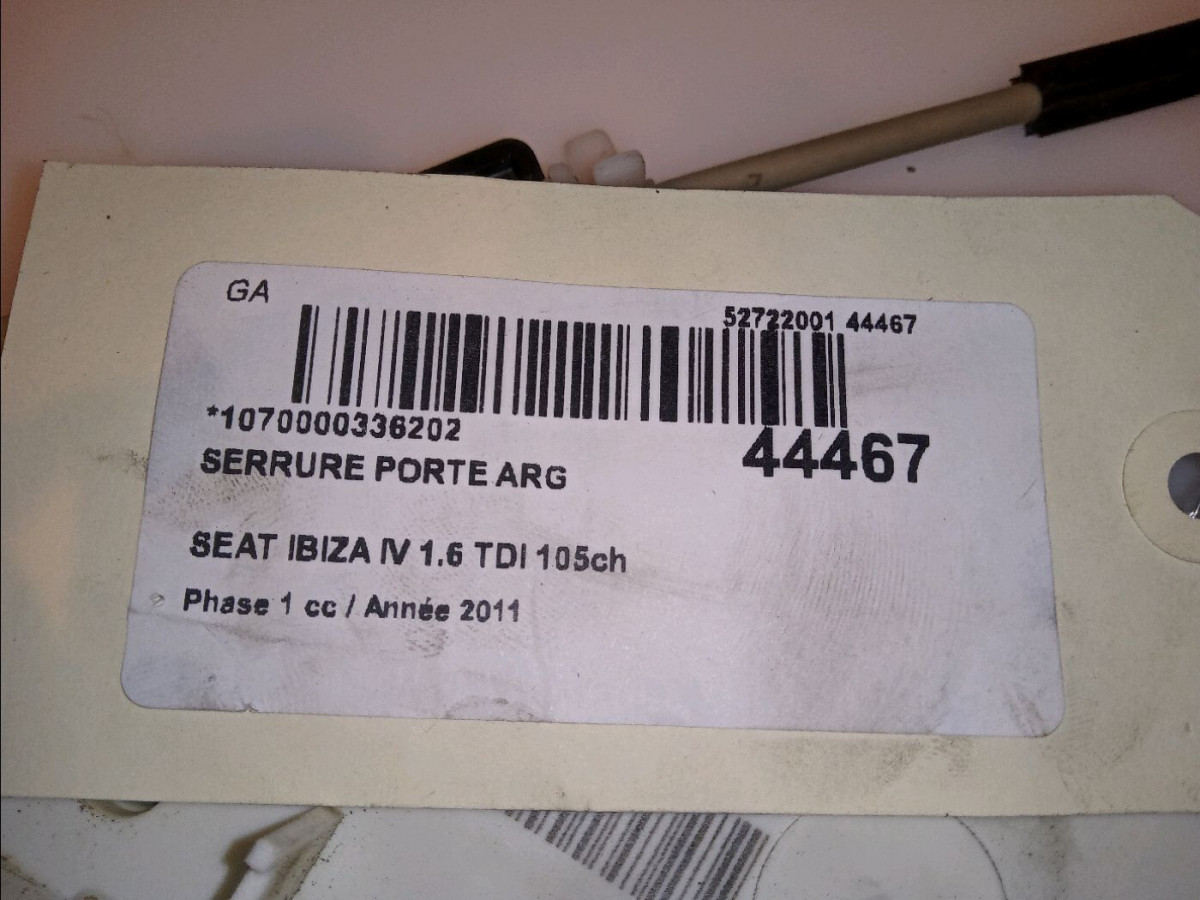 GA
52722001 44467
*1070000336202
44467
SERRURE PORTE ARG
SEAT IBIZA IV 1.6 TDI 105ch
Phase 1 cc / Année 2011